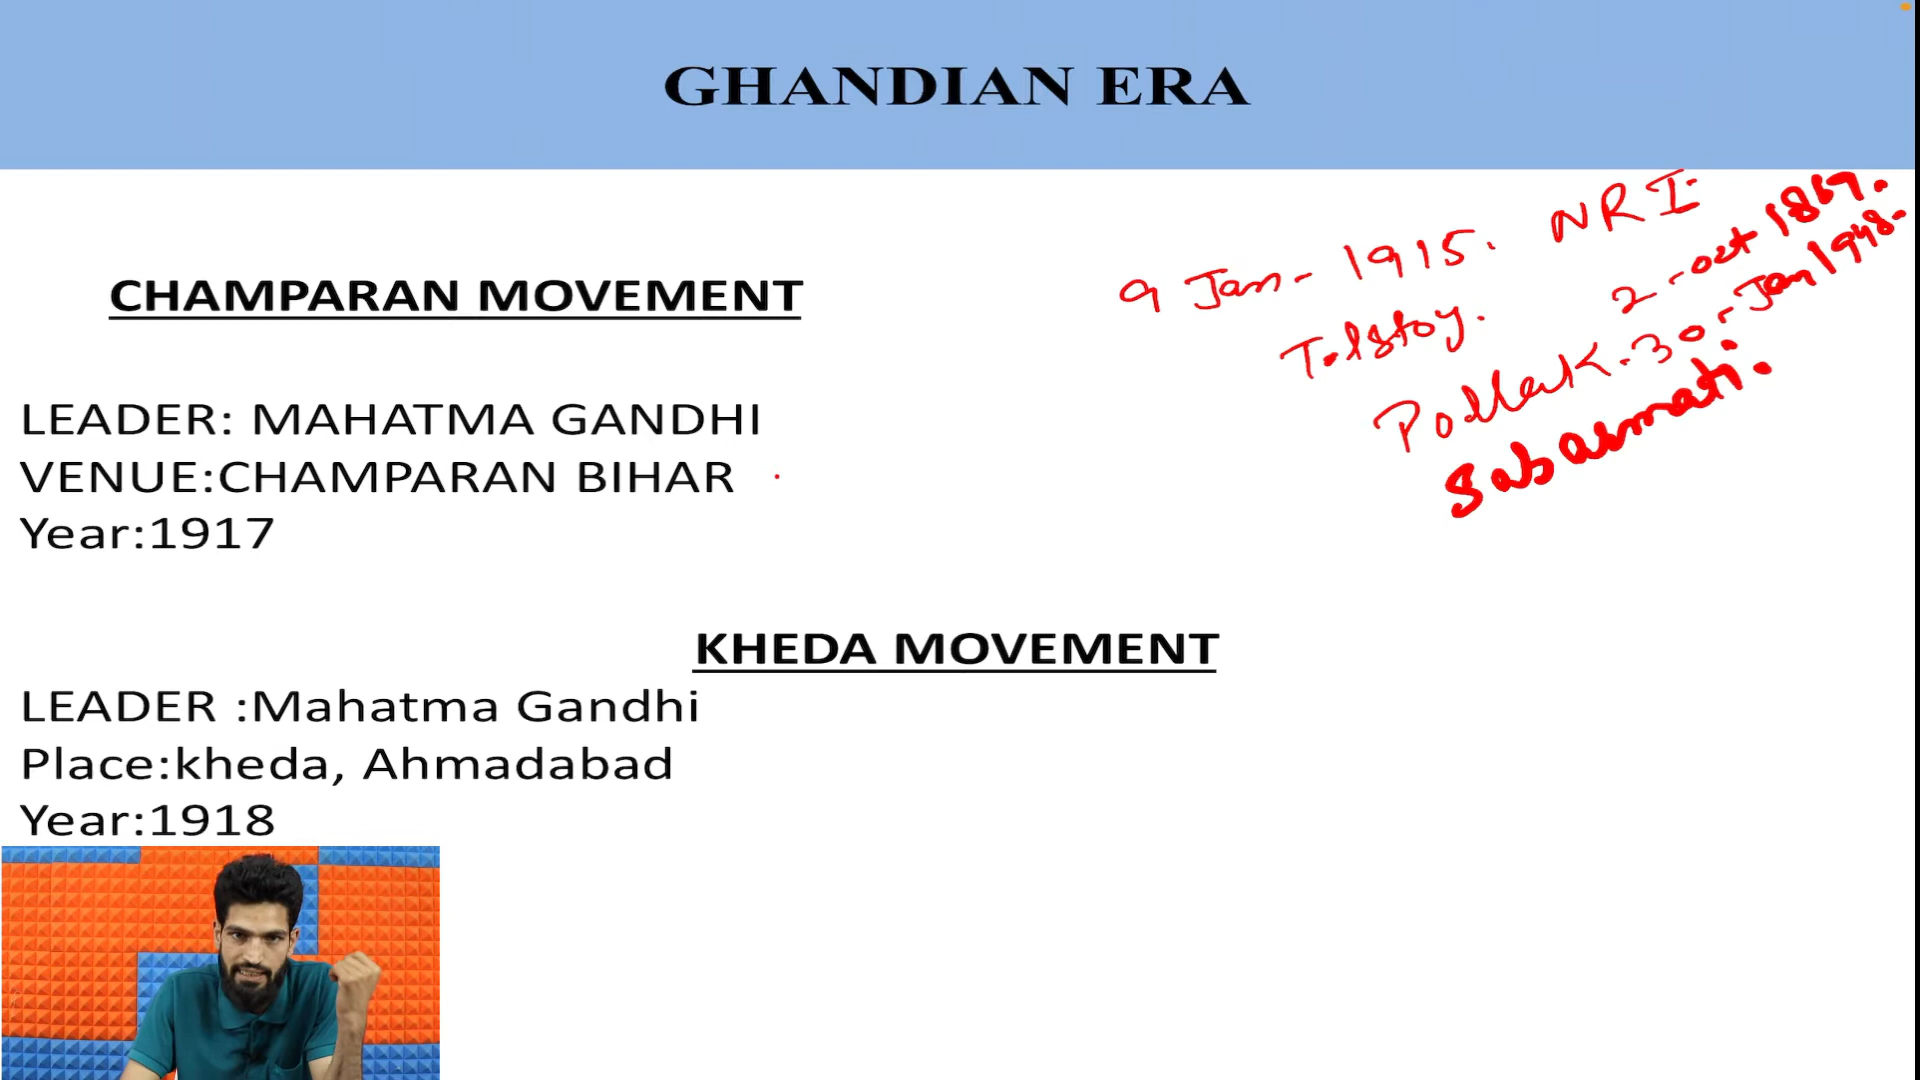 GHANDIAN ERA
9 Jan - 1915. NRI
CHAMPARAN MOVEMENT
Tolstoy.
2 - oct 1869.
Pollak. 30 - Jan 1948.
Sabarmati.
LEADER: MAHATMA GANDHI
VENUE:CHAMPARAN BIHAR
Year:1917
KHEDA MOVEMENT
LEADER :Mahatma Gandhi
Place:kheda, Ahmadabad
Year:1918